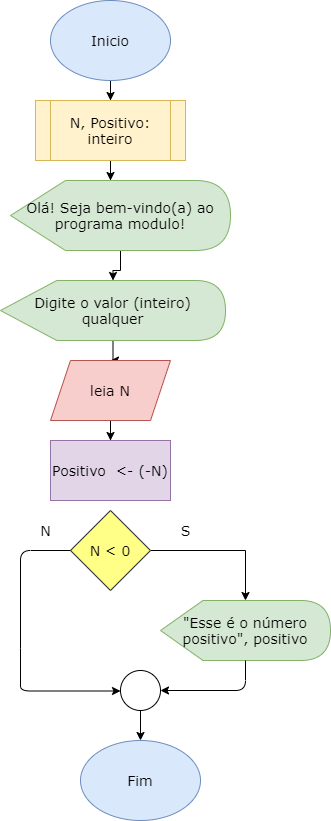 Inicio
N, Positivo:
inteiro
Olá! Seja bem-vindo(a) ao
programa modulo!
Digite o valor (inteiro)
qualquer
leia N
Positivo <- (-N)
N
S
N < 0
"Esse é o número
positivo", positivo
Fim